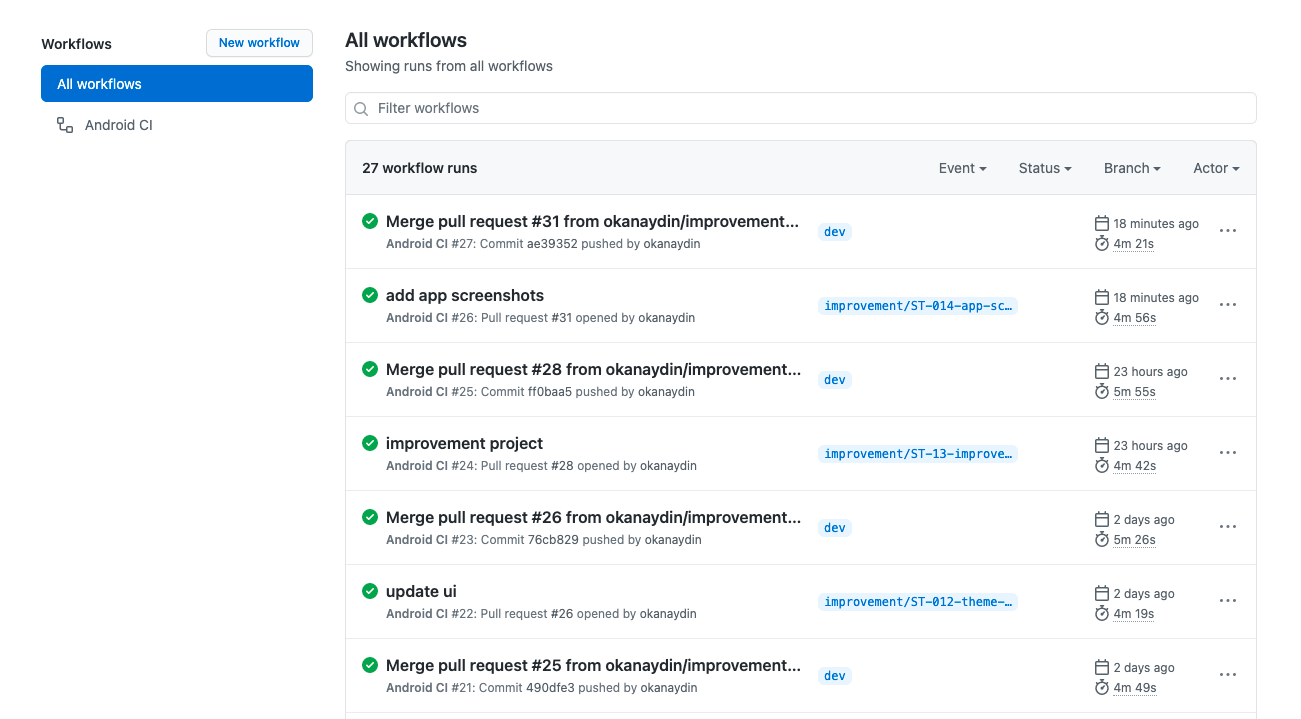 Workflows
New workflow
All workflows
Android CI
All workflows
Showing runs from all workflows
Filter workflows
27 workflow runs
Event
Status
Branch
Actor
Merge pull request #31 from okanaydin/improvement...
dev
18 minutes ago
Android CI #27: Commit ae39352 pushed by okanaydin
4m 21s
add app screenshots
improvement/ST-014-app-sc…
18 minutes ago
Android CI #26: Pull request #31 opened by okanaydin
4m 56s
Merge pull request #28 from okanaydin/improvement...
dev
23 hours ago
Android CI #25: Commit ff0baa5 pushed by okanaydin
5m 55s
improvement project
improvement/ST-13-improve…
23 hours ago
Android CI #24: Pull request #28 opened by okanaydin
4m 42s
Merge pull request #26 from okanaydin/improvement...
dev
2 days ago
Android CI #23: Commit 76cb829 pushed by okanaydin
5m 26s
update ui
improvement/ST-012-theme-…
2 days ago
Android CI #22: Pull request #26 opened by okanaydin
4m 19s
Merge pull request #25 from okanaydin/improvement...
dev
2 days ago
Android CI #21: Commit 490dfe3 pushed by okanaydin
4m 49s